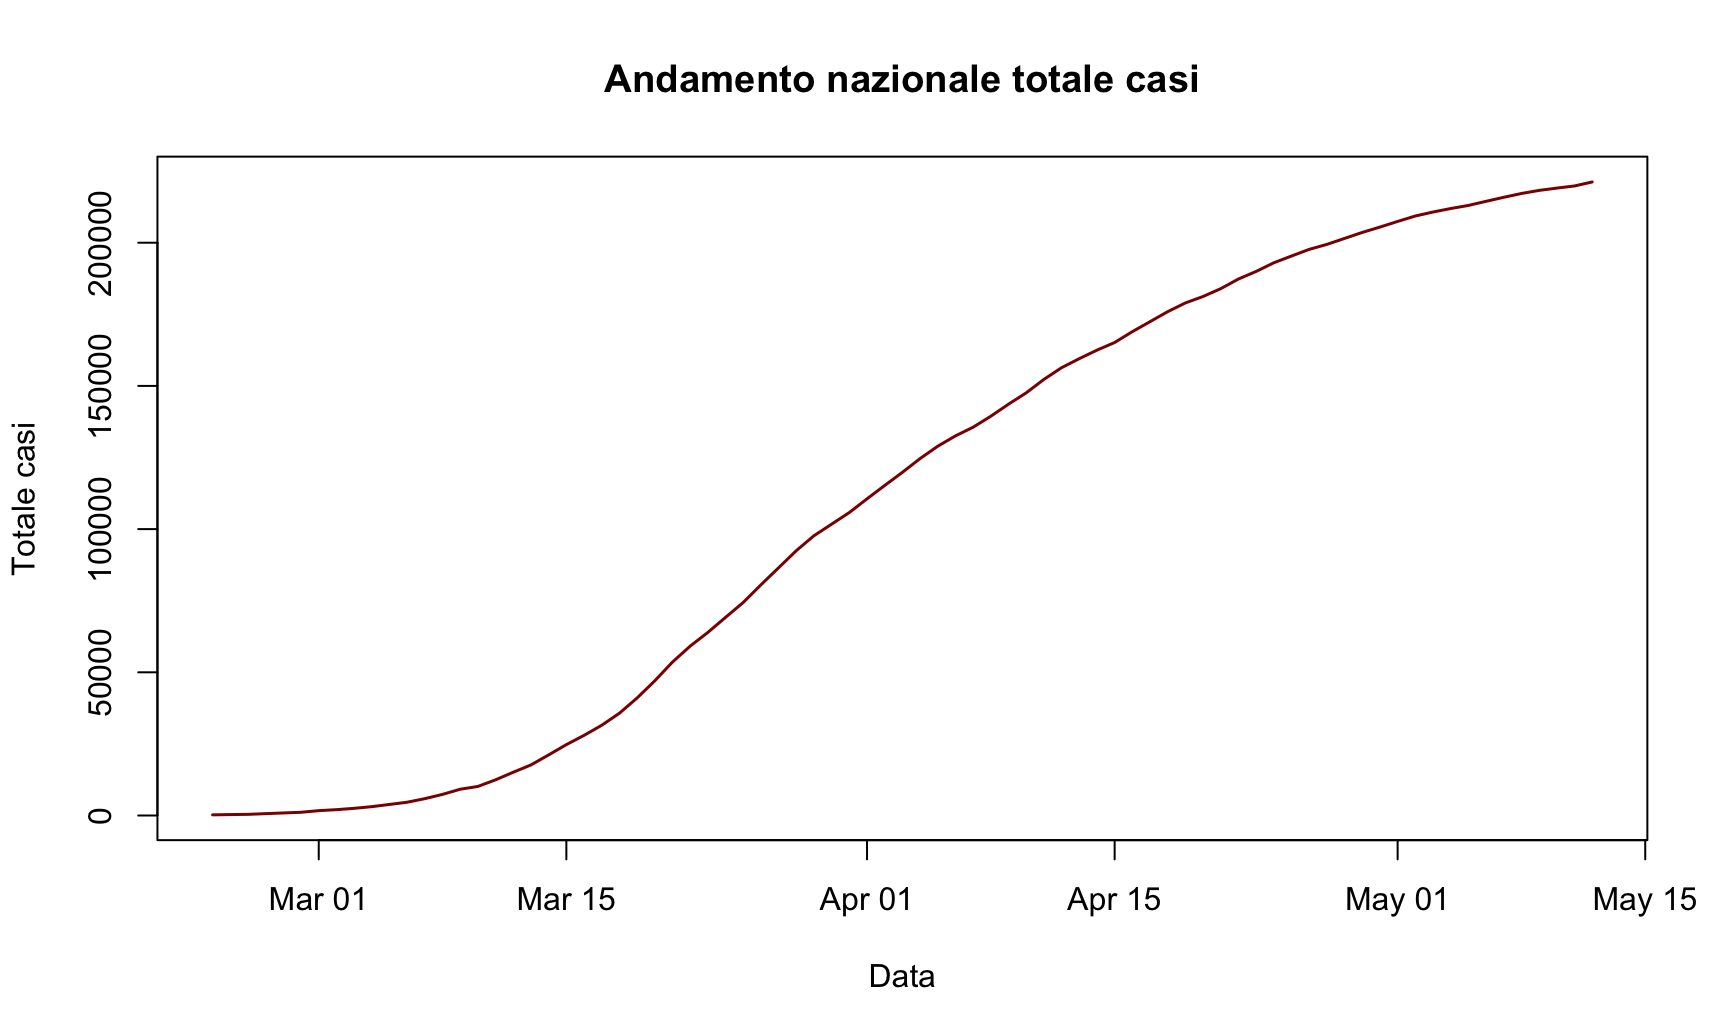 Andamento nazionale totale casi
Totale casi
200000
150000
100000
50000
0
Mar 01
Mar 15
Apr 01
Apr 15
May 01
May 15
Data